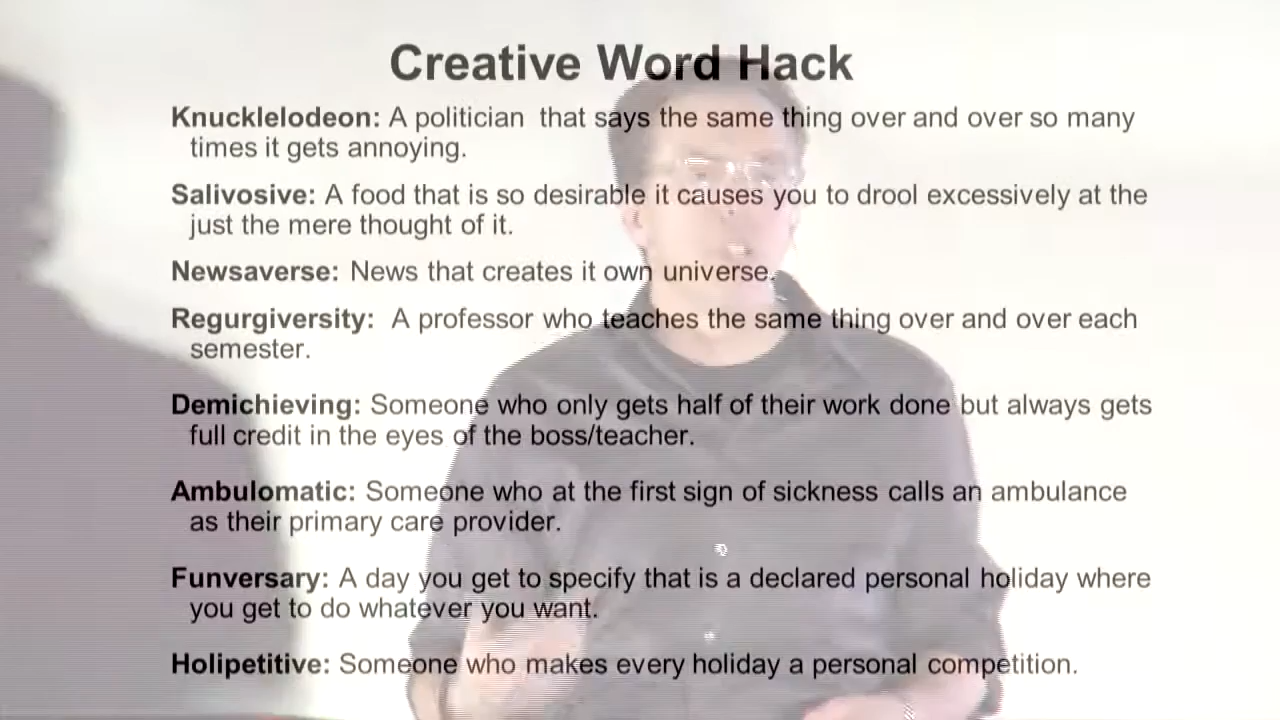 Creative Word Hack
Knucklelodeon: A politician that says the same thing over and over so many
times it gets annoying.
Salivosive: A food that is so desirable it causes you to drool excessively at the
just the mere thought of it.
Newsaverse: News that creates it own universe.
Regurgiversity: A professor who teaches the same thing over and over each
semester.
Demichieving: Someone who only gets half of their work done but always gets
full credit in the eyes of the boss/teacher.
Ambulomatic: Someone who at the first sign of sickness calls an ambulance
as their primary care provider.
Funversary: A day you get to specify that is a declared personal holiday where
you get to do whatever you want.
Holipetitive: Someone who makes every holiday a personal competition.